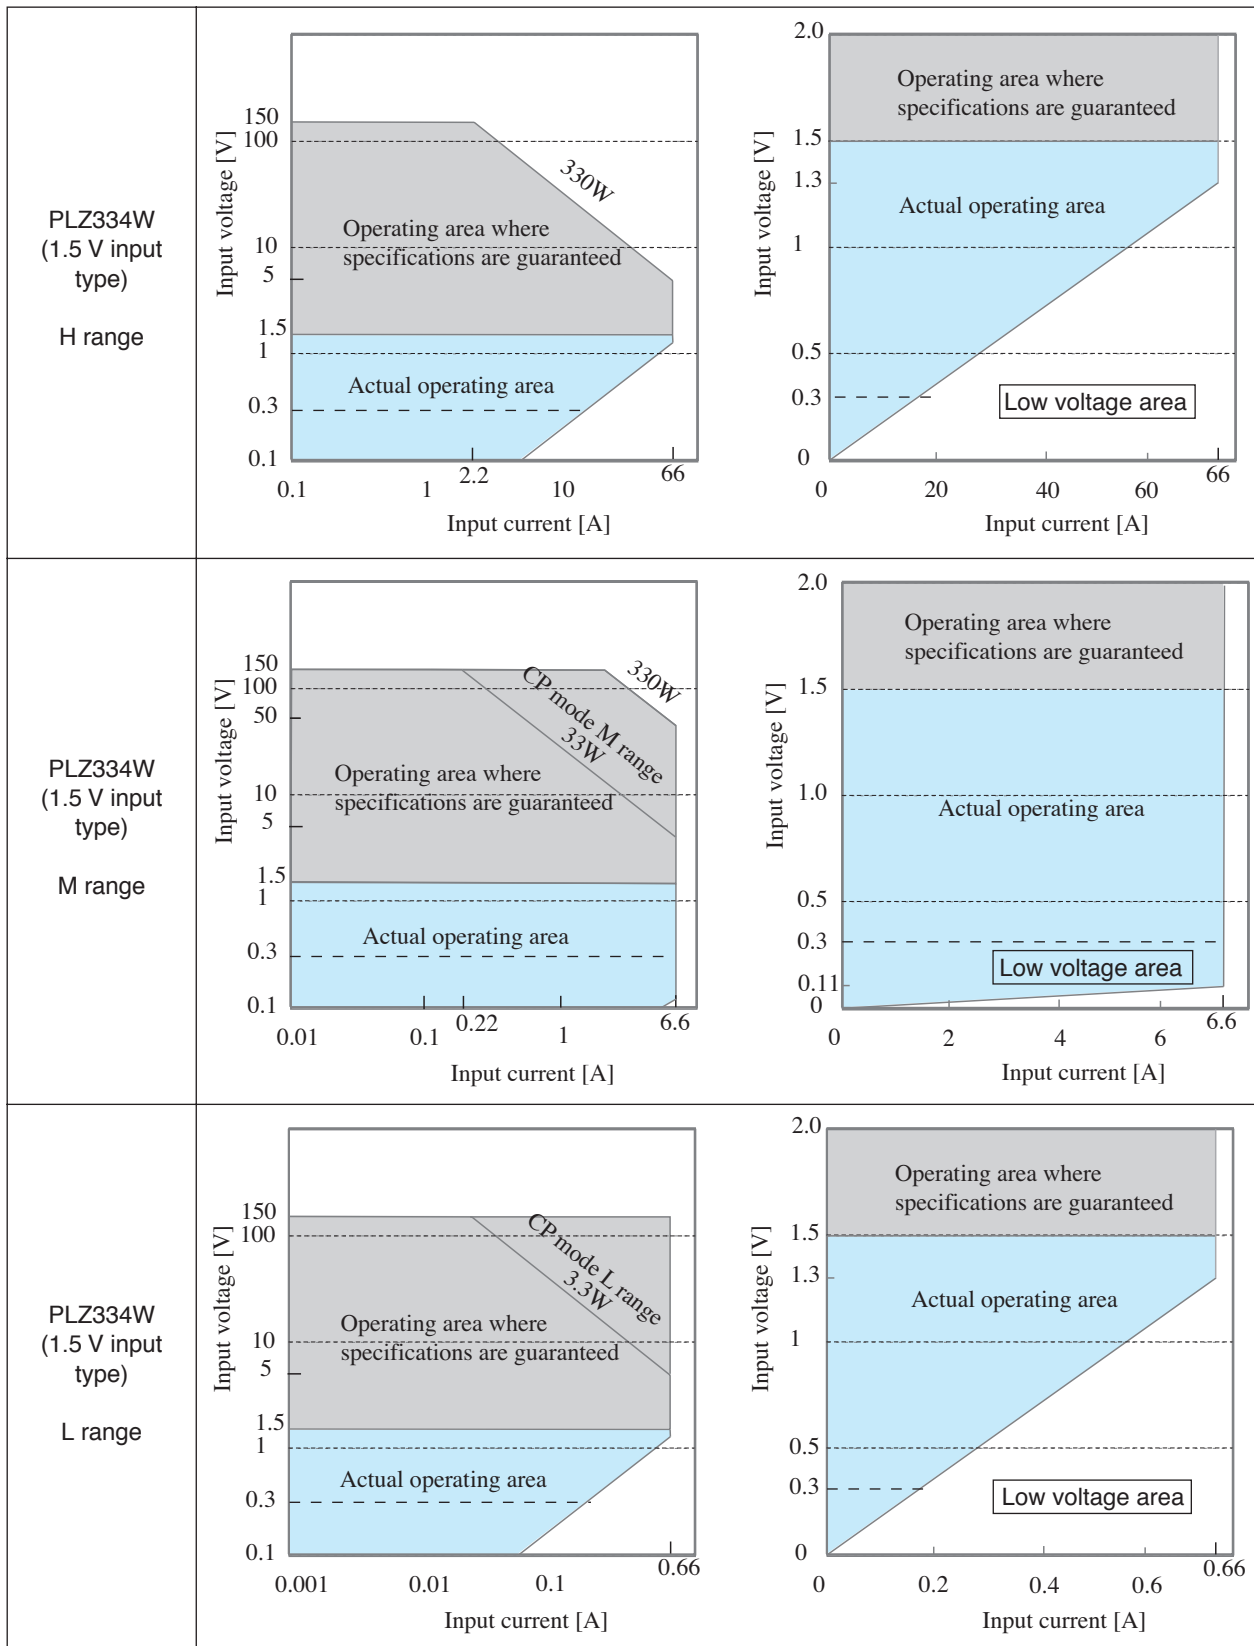 PLZ334W
(1.5 V input
type)
H range
Input voltage [V]
150
100
10
5
1.5
1
0.3
0.1
330W
Operating area where
specifications are guaranteed
Actual operating area
2.2
66
0.1
1
10
Input current [A]
Input voltage [V]
2.0
1.5
1.3
1
0.5
0.3
0
Operating area where
specifications are guaranteed
Actual operating area
Low voltage area
66
0
20
40
60
Input current [A]
PLZ334W
(1.5 V input
type)
M range
Input voltage [V]
150
100
50
10
5
1.5
1
0.3
0.1
330W
CP mode M range
33W
Operating area where
specifications are guaranteed
Actual operating area
0.22
6.6
0.01
0.1
1
Input current [A]
Input voltage [V]
2.0
1.5
1.0
0.5
0.3
0.11
0
Operating area where
specifications are guaranteed
Actual operating area
Low voltage area
6.6
0
2
4
6
Input current [A]
PLZ334W
(1.5 V input
type)
L range
Input voltage [V]
150
100
10
5
1.5
1
0.3
0.1
CP mode L range
3.3W
Operating area where
specifications are guaranteed
Actual operating area
0.66
0.001
0.01
0.1
Input current [A]
Input voltage [V]
2.0
1.5
1.3
1
0.5
0.3
0
Operating area where
specifications are guaranteed
Actual operating area
Low voltage area
0.66
0
0.2
0.4
0.6
Input current [A]